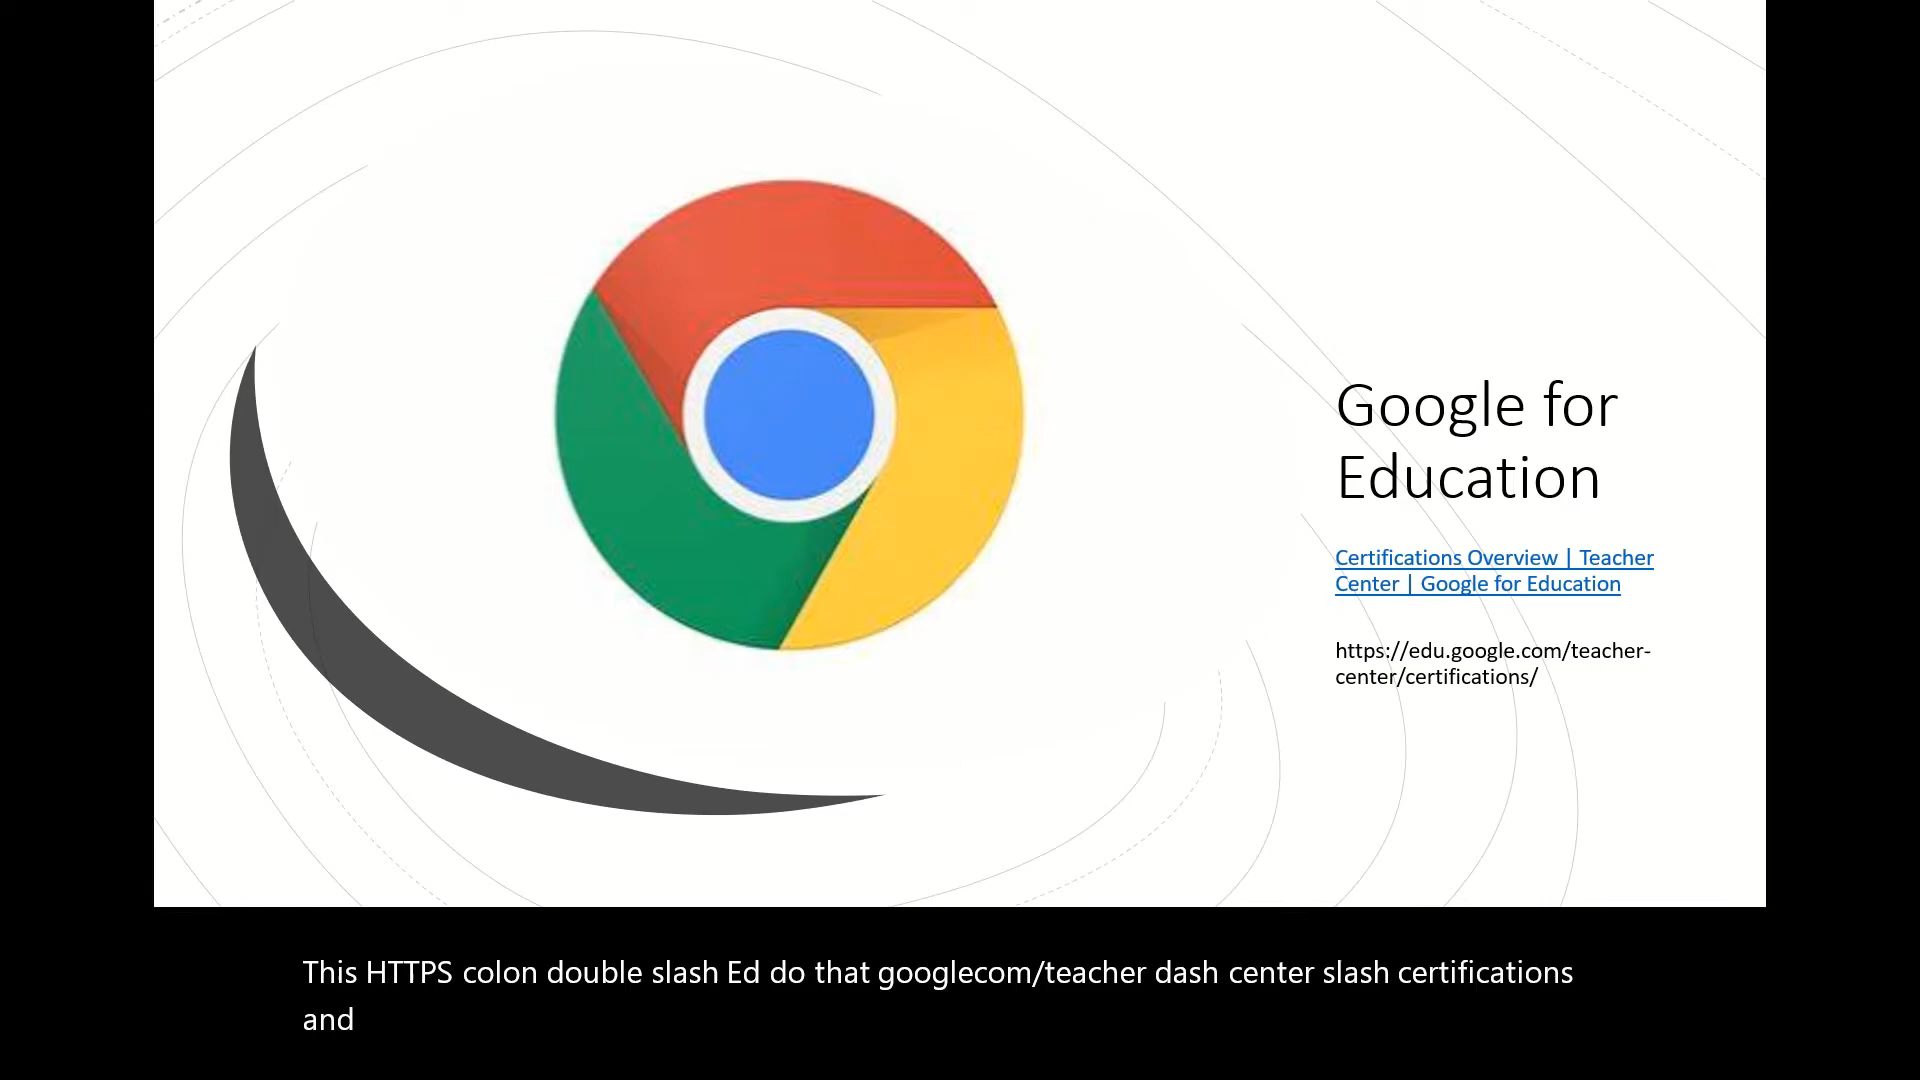 Google for
Education
Certifications Overview | Teacher
Center | Google for Education
https://edu.google.com/teacher-
center/certifications/
This HTTPS colon double slash Ed do that googlecom/teacher dash center slash certifications
and